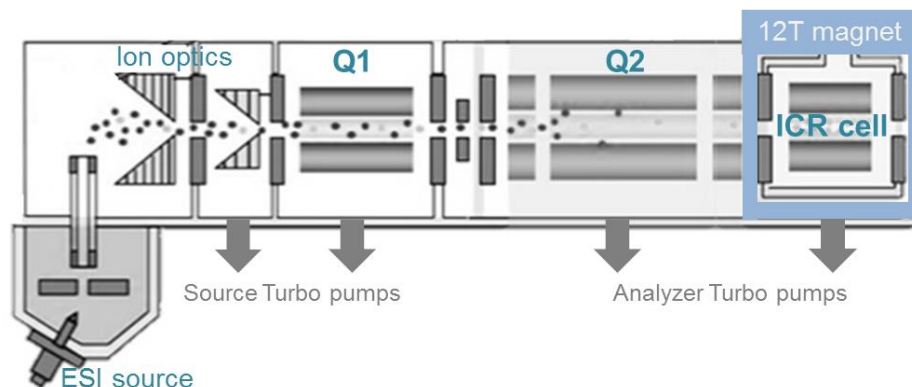 12T magnet
Ion optics
Q1
Q2
ICR cell
Source Turbo pumps
Analyzer Turbo pumps
ESI source